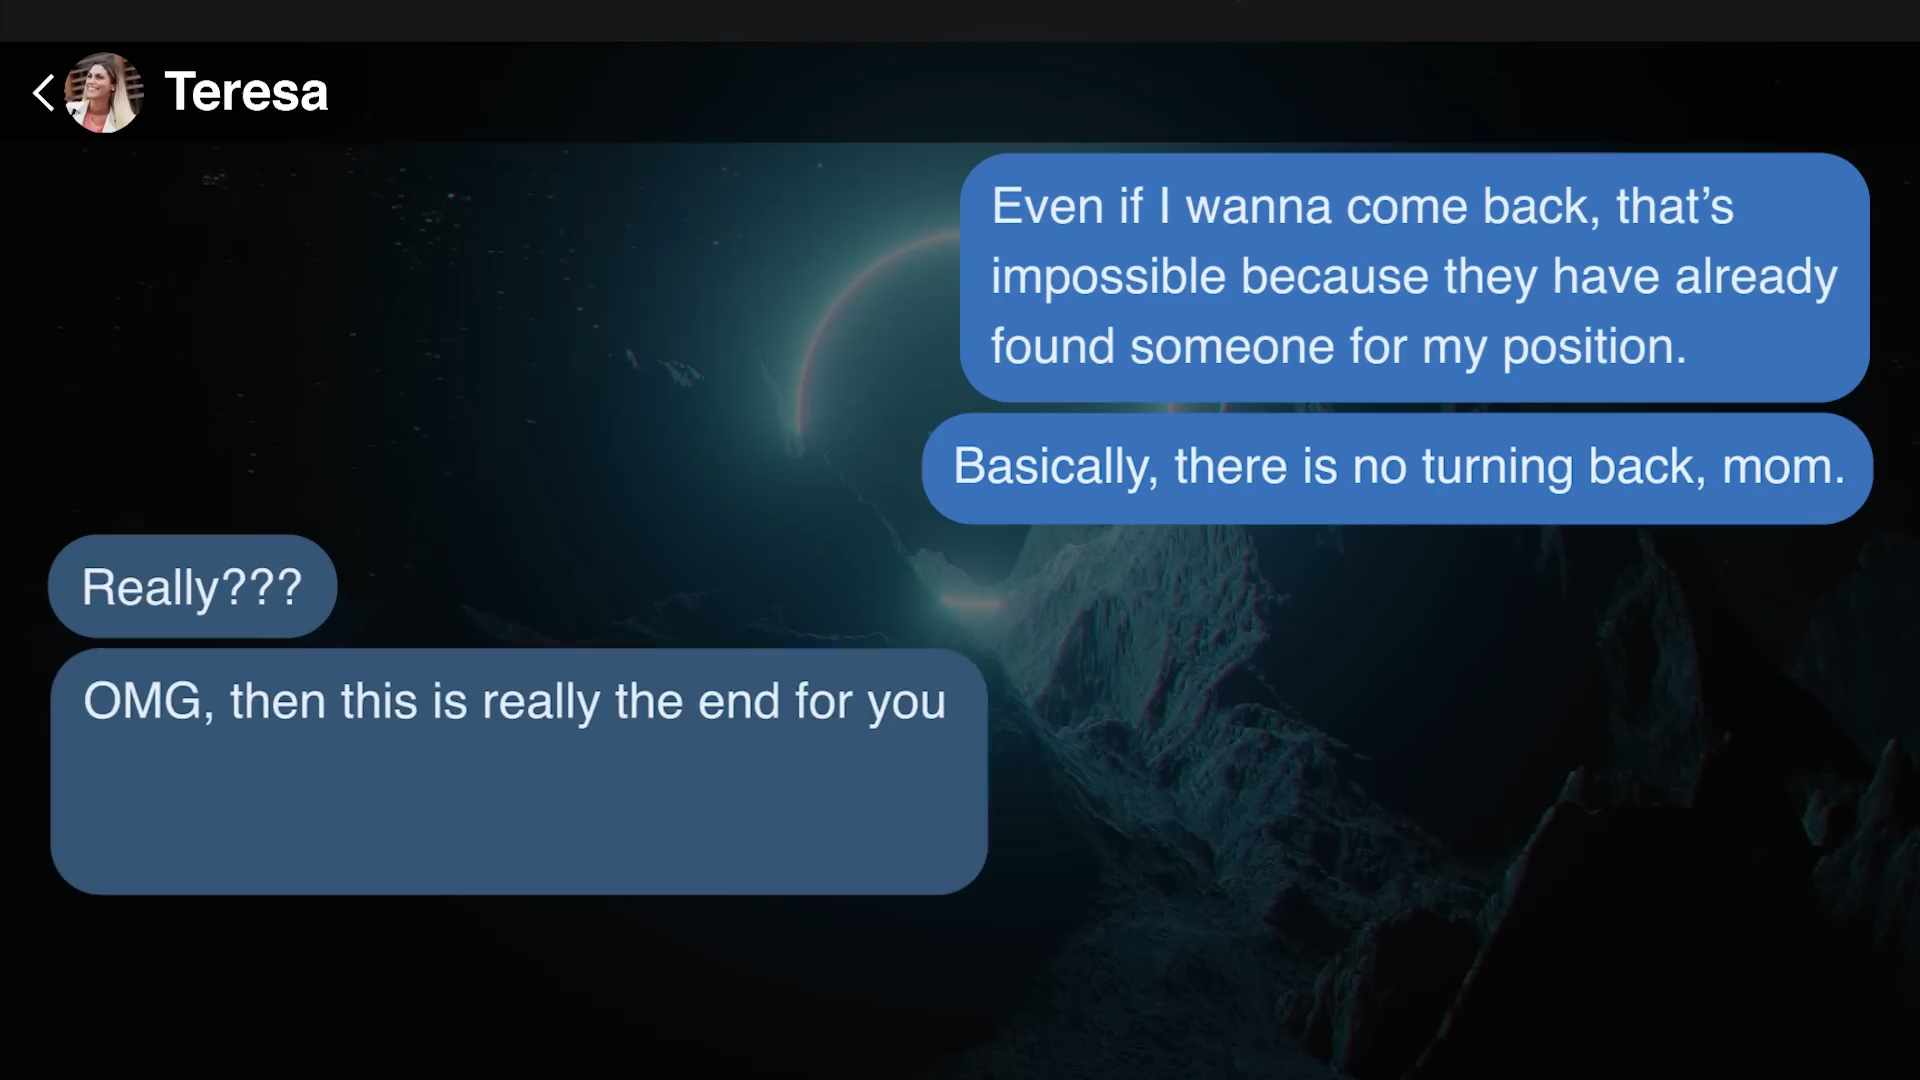 Teresa
Even if I wanna come back, that’s
impossible because they have already
found someone for my position.
Basically, there is no turning back, mom.
Really???
OMG, then this is really the end for you